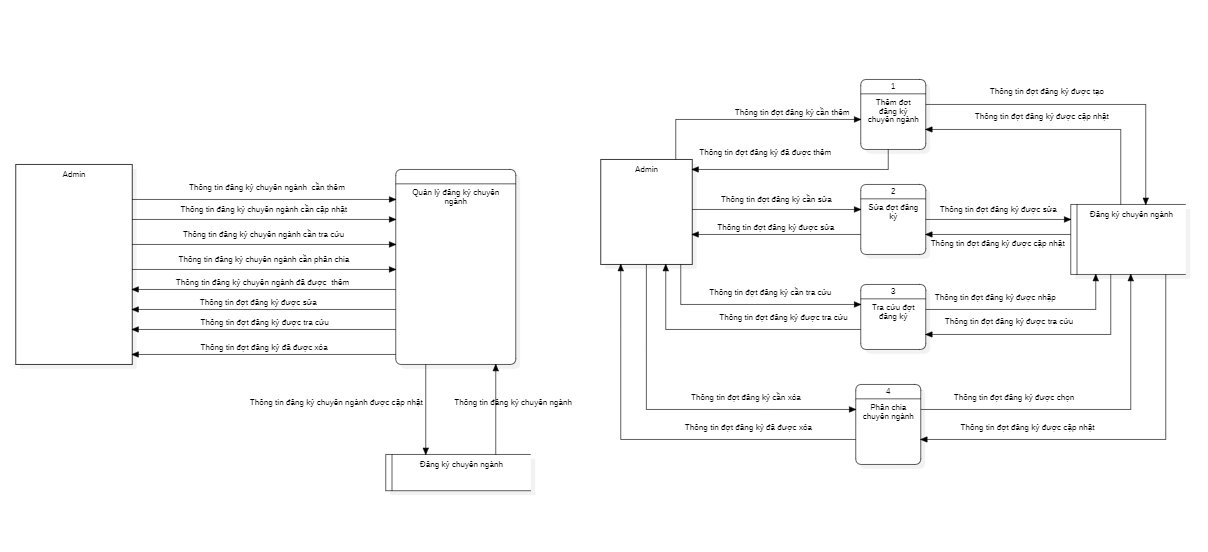 Admin
Thông tin đăng ký chuyên ngành cần thêm
Thông tin đăng ký chuyên ngành cần cập nhật
Thông tin đăng ký chuyên ngành cần tra cứu
Thông tin đăng ký chuyên ngành cần phân chia
Thông tin đăng ký chuyên ngành đã được thêm
Thông tin đợt đăng ký được sửa
Thông tin đợt đăng ký được tra cứu
Thông tin đợt đăng ký đã được xóa
Quản lý đăng ký chuyên
ngành
Thông tin đăng ký chuyên ngành được cập nhật
Thông tin đăng ký chuyên ngành
Đăng ký chuyên ngành
Admin
Thông tin đợt đăng ký cần thêm
Thông tin đợt đăng ký đã được thêm
1
Thêm đợt
đăng ký
chuyên ngành
Thông tin đợt đăng ký được tạo
Thông tin đợt đăng ký được cập nhật
Thông tin đợt đăng ký cần sửa
Thông tin đợt đăng ký được sửa
2
Sửa đợt đăng
ký
Thông tin đợt đăng ký được sửa
Thông tin đợt đăng ký được cập nhật
Đăng ký chuyên ngành
Thông tin đợt đăng ký cần tra cứu
Thông tin đợt đăng ký được tra cứu
3
Tra cứu đợt
đăng ký
Thông tin đợt đăng ký được nhập
Thông tin đợt đăng ký được tra cứu
Thông tin đợt đăng ký cần xóa
Thông tin đợt đăng ký đã được xóa
4
Phân chia
chuyên ngành
Thông tin đợt đăng ký được chọn
Thông tin đợt đăng ký được cập nhật